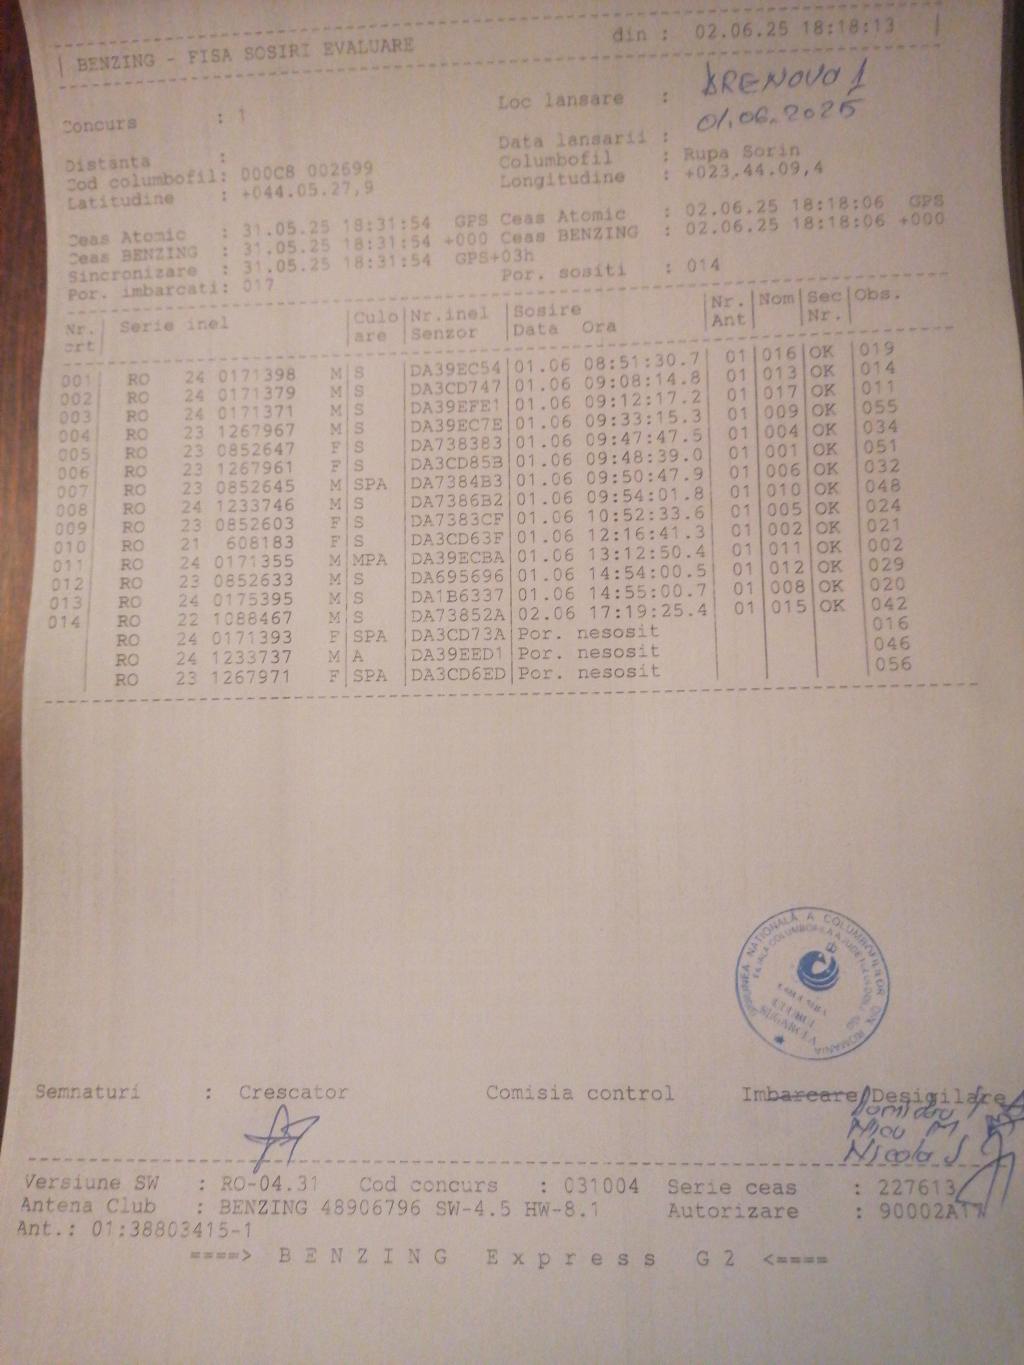 BENZING - FISA SOSIRI EVALUARE din : 02.06.25 18:18:13
Concurs : 1 Loc lansare : DRENOVO 1
Distanta : Data lansarii : 01.06.2025
Cod columbofil: 000C8 002699 Columbofil : Rupa Sorin
Latitudine : +044.05.27,9 Longitudine : +023.44.09,4
Ceas Atomic : 31.05.25 18:31:54 GPS Ceas Atomic : 02.06.25 18:18:06 GPS
Ceas BENZING : 31.05.25 18:31:54 +000 Ceas BENZING : 02.06.25 18:18:06 +000
Sincronizare : 31.05.25 18:31:54 GPS+03h
Por. imbarcati: 017 Por. sositi : 014
Nr. Serie inel Culo Nr.inel Sosire Nr. Nom Sec Obs.
crt are Senzor Data Ora Ant Nr.
001 RO 24 0171398 M S DA39EC54 01.06 08:51:30.7 01 016 OK 019
002 RO 24 0171379 M S DA3CD747 01.06 09:08:14.8 01 013 OK 014
003 RO 24 0171371 M S DA39EFE1 01.06 09:12:17.2 01 017 OK 011
004 RO 23 1267967 M S DA39EC7E 01.06 09:33:15.3 01 009 OK 055
005 RO 23 0852647 F S DA738383 01.06 09:47:47.5 01 004 OK 034
006 RO 23 1267961 F S DA3CD85B 01.06 09:48:39.0 01 001 OK 051
007 RO 23 0852645 M SPA DA7384B3 01.06 09:50:47.9 01 006 OK 032
008 RO 24 1233746 M S DA7386B2 01.06 09:54:01.8 01 010 OK 048
009 RO 23 0852603 F S DA7383CF 01.06 10:52:33.6 01 005 OK 024
010 RO 21 608183 F S DA3CD63F 01.06 12:16:41.3 01 002 OK 021
011 RO 24 0171355 M MPA DA39ECBA 01.06 13:12:50.4 01 011 OK 002
012 RO 23 0852633 M S DA695696 01.06 14:54:00.5 01 012 OK 029
013 RO 24 0175395 M S DA1B6337 01.06 14:55:00.7 01 008 OK 020
014 RO 22 1088467 M S DA73852A 02.06 17:19:25.4 01 015 OK 042
RO 24 0171393 F SPA DA3CD73A Por. nesosit 016
RO 24 1233737 M A DA39EED1 Por. nesosit 046
RO 23 1267971 F SPA DA3CD6ED Por. nesosit 056
UNIUNEA NATIONALĂ A COLUMBOFILILOR DIN ROMANIA
CLUBUL
Semnaturi : Crescator Comisia control Imbarcare/Desigilare
Nicu M
Nicola J
Versiune SW : RO-04.31 Cod concurs : 031004 Serie ceas : 227613
Antena Club : BENZING 48906796 SW-4.5 HW-8.1 Autorizare : 90002A17
Ant.: 01:38803415-1
====> BENZING Express G2 <====